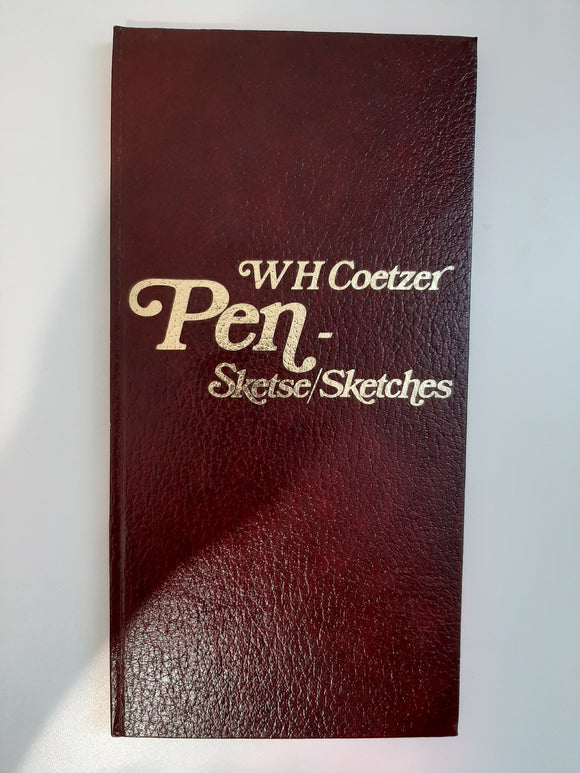 W H Coetzer
Pen-
Sketse/Sketches